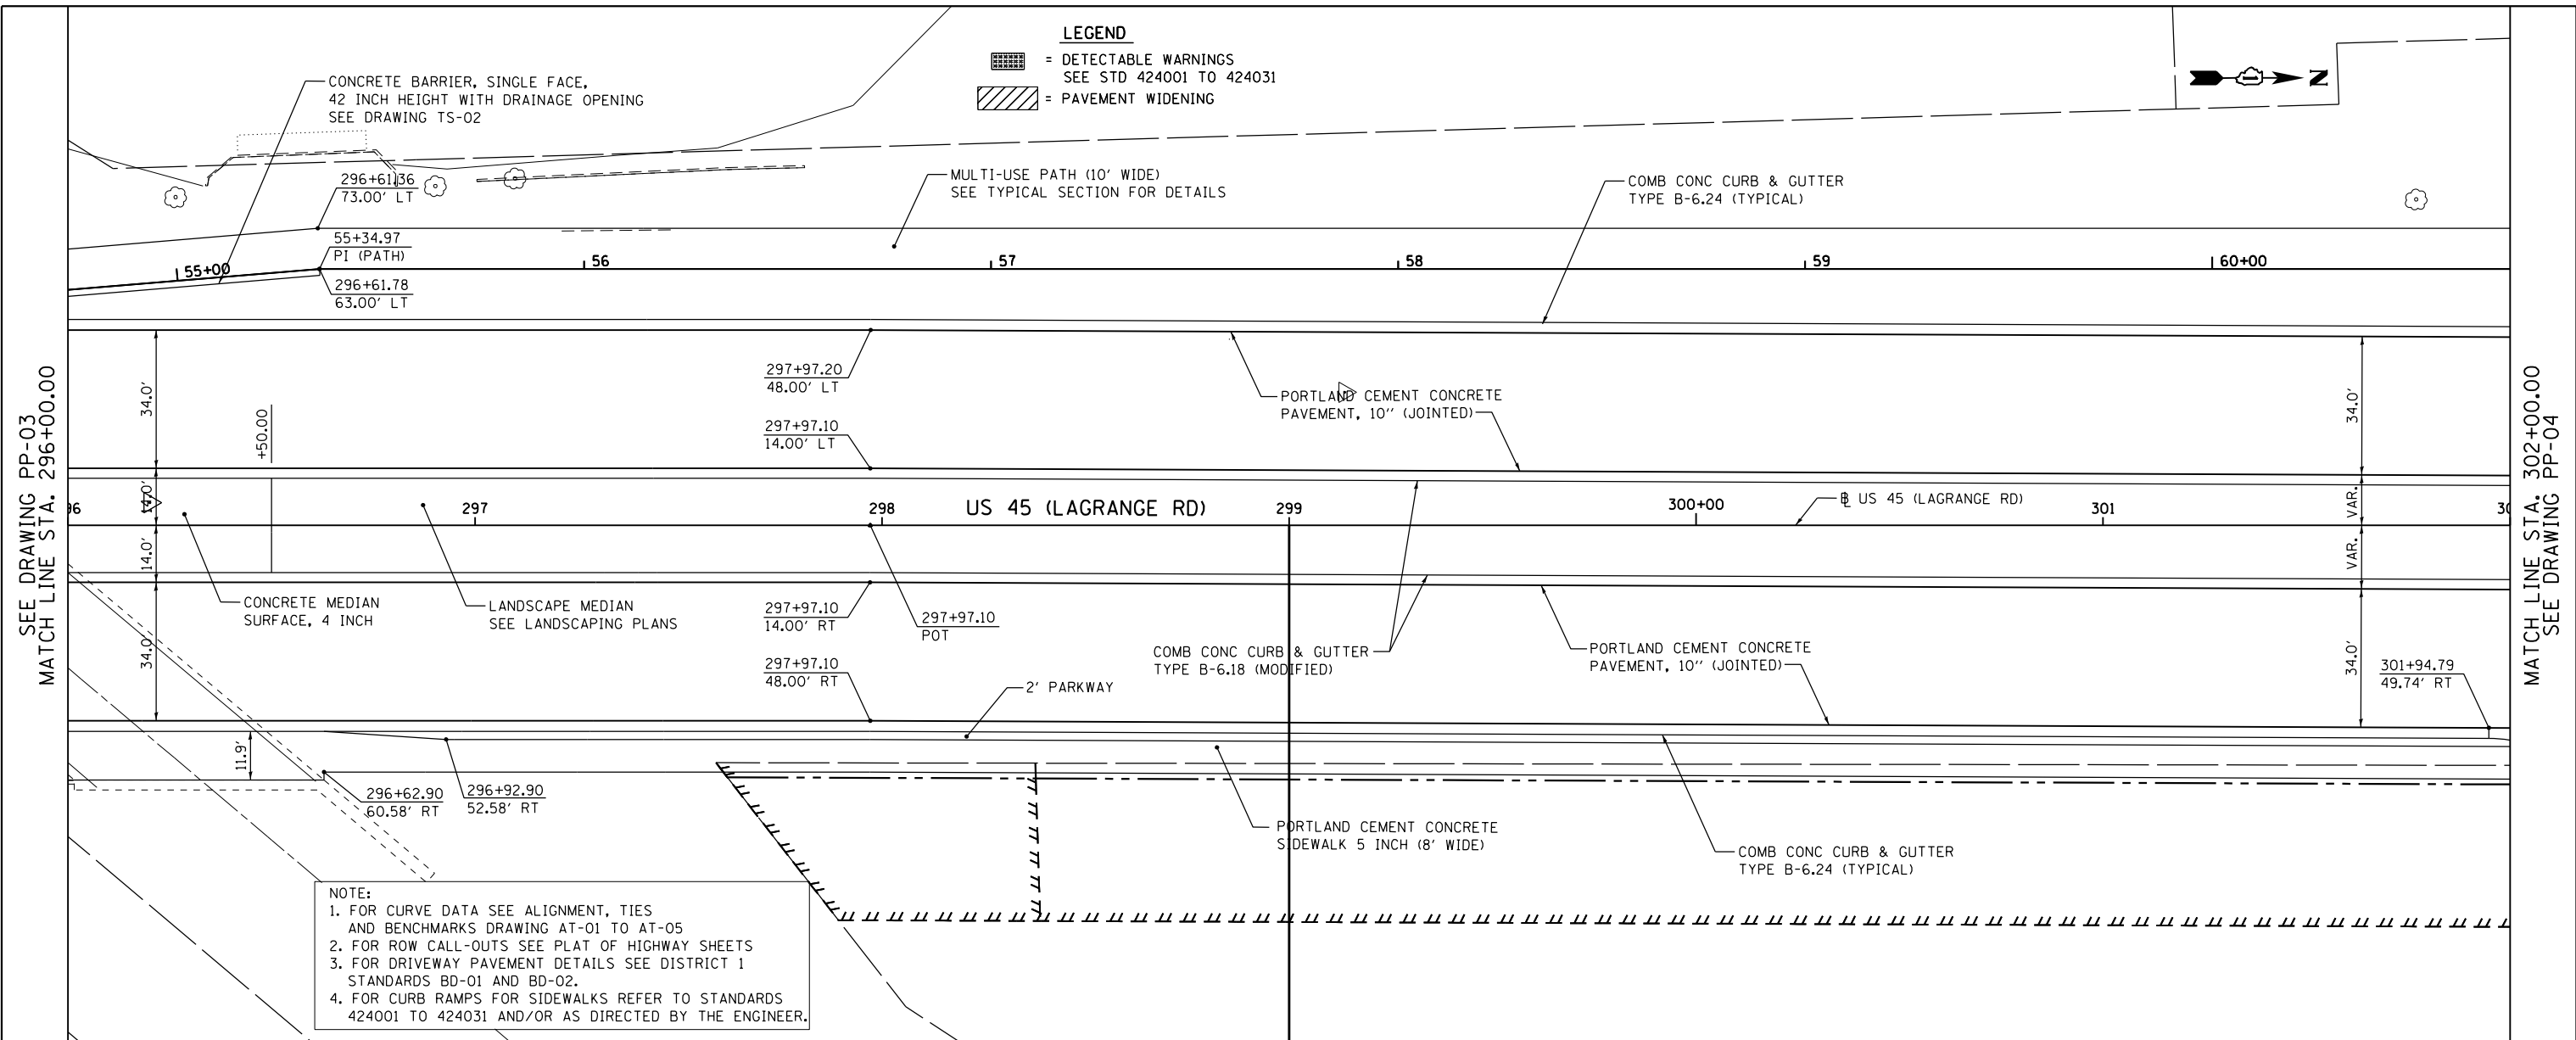 LEGEND
= DETECTABLE WARNINGS
SEE STD 424001 TO 424031
= PAVEMENT WIDENING
N
CONCRETE BARRIER, SINGLE FACE,
42 INCH HEIGHT WITH DRAINAGE OPENING
SEE DRAWING TS-02
296+61.36
73.00' LT
MULTI-USE PATH (10' WIDE)
SEE TYPICAL SECTION FOR DETAILS
COMB CONC CURB & GUTTER
TYPE B-6.24 (TYPICAL)
55+34.97
PI (PATH)
55+00
56
57
58
59
60+00
296+61.78
63.00' LT
SEE DRAWING PP-03
MATCH LINE STA. 296+00.00
34.0'
+50.00
297+97.20
48.00' LT
PORTLAND CEMENT CONCRETE
PAVEMENT, 10'' (JOINTED)
34.0'
297+97.10
14.00' LT
14.0'
96
297
298
US 45 (LAGRANGE RD)
299
300+00
℄ US 45 (LAGRANGE RD)
301
30
VAR.
14.0'
VAR.
CONCRETE MEDIAN
SURFACE, 4 INCH
LANDSCAPE MEDIAN
SEE LANDSCAPING PLANS
297+97.10
14.00' RT
297+97.10
POT
34.0'
COMB CONC CURB & GUTTER
TYPE B-6.18 (MODIFIED)
PORTLAND CEMENT CONCRETE
PAVEMENT, 10'' (JOINTED)
34.0'
301+94.79
49.74' RT
297+97.10
48.00' RT
2' PARKWAY
11.9'
296+62.90
60.58' RT
296+92.90
52.58' RT
PORTLAND CEMENT CONCRETE
SIDEWALK 5 INCH (8' WIDE)
COMB CONC CURB & GUTTER
TYPE B-6.24 (TYPICAL)
MATCH LINE STA. 302+00.00
SEE DRAWING PP-04
NOTE:
1. FOR CURVE DATA SEE ALIGNMENT, TIES
AND BENCHMARKS DRAWING AT-01 TO AT-05
2. FOR ROW CALL-OUTS SEE PLAT OF HIGHWAY SHEETS
3. FOR DRIVEWAY PAVEMENT DETAILS SEE DISTRICT 1
STANDARDS BD-01 AND BD-02.
4. FOR CURB RAMPS FOR SIDEWALKS REFER TO STANDARDS
424001 TO 424031 AND/OR AS DIRECTED BY THE ENGINEER.